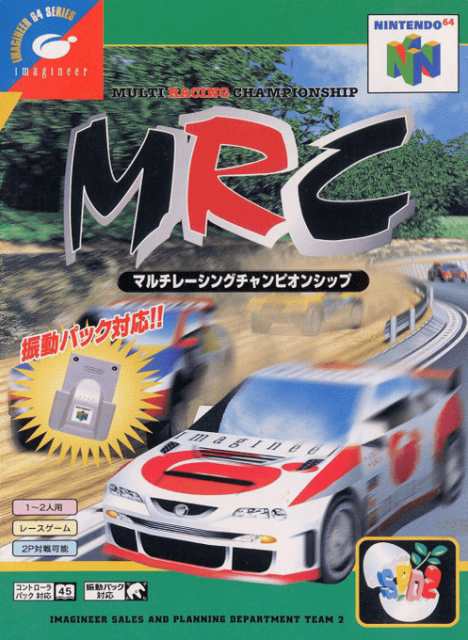 IMAGINEER 64 SERIES
imagineer
NINTENDO64
MULTI-RACING CHAMPIONSHIP
MRC
マルチレーシングチャンピオンシップ
振動パック対応!!
imagineer
1〜2人用
レースゲーム
2P対戦可能
コントローラ
パック 対応
45
振動パック
対応
SPD2
IMAGINEER SALES AND PLANNING DEPARTMENT TEAM 2